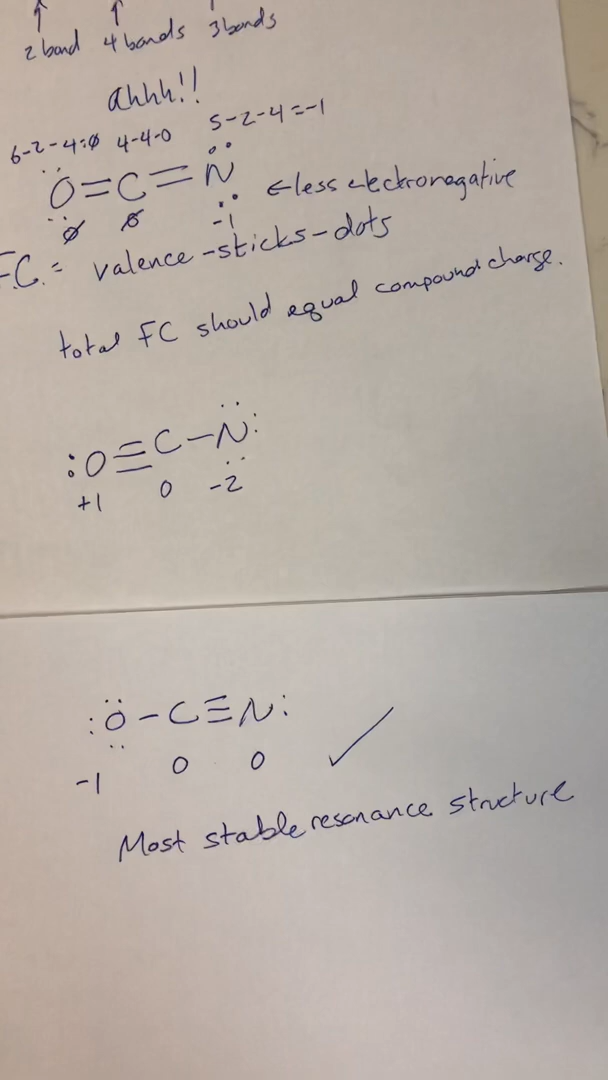 2 bond 4 bonds 3 bonds
ahhh!!
6-2-4=0 4-4-0 5-2-4=-1
O=C=N ←less electronegative
0 0 -1
F.C. = valence-sticks-dots
total FC should equal compound charge.
:O≡C-N:
+1 0 -2
:O-C≡N:
-1 0 0 ✓
Most stable resonance structure